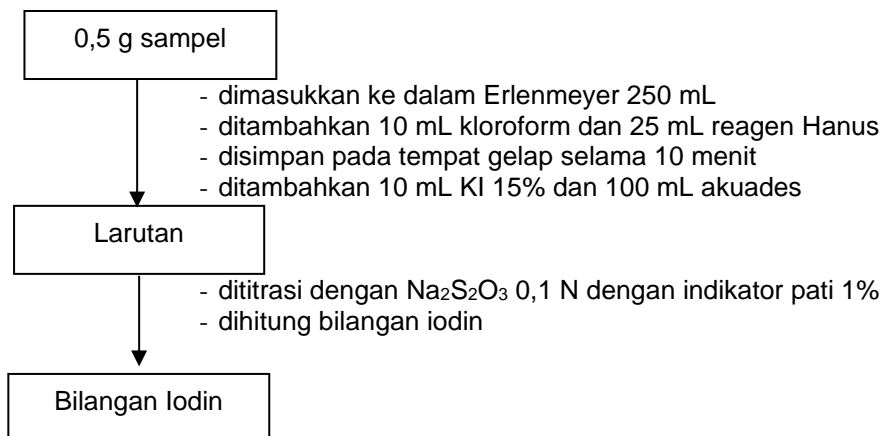 0,5 g sampel
- dimasukkan ke dalam Erlenmeyer 250 mL
- ditambahkan 10 mL kloroform dan 25 mL reagen Hanus
- disimpan pada tempat gelap selama 10 menit
- ditambahkan 10 mL KI 15% dan 100 mL akuades
Larutan
- dititrasi dengan Na₂S₂O₃ 0,1 N dengan indikator pati 1%
- dihitung bilangan iodin
Bilangan Iodin